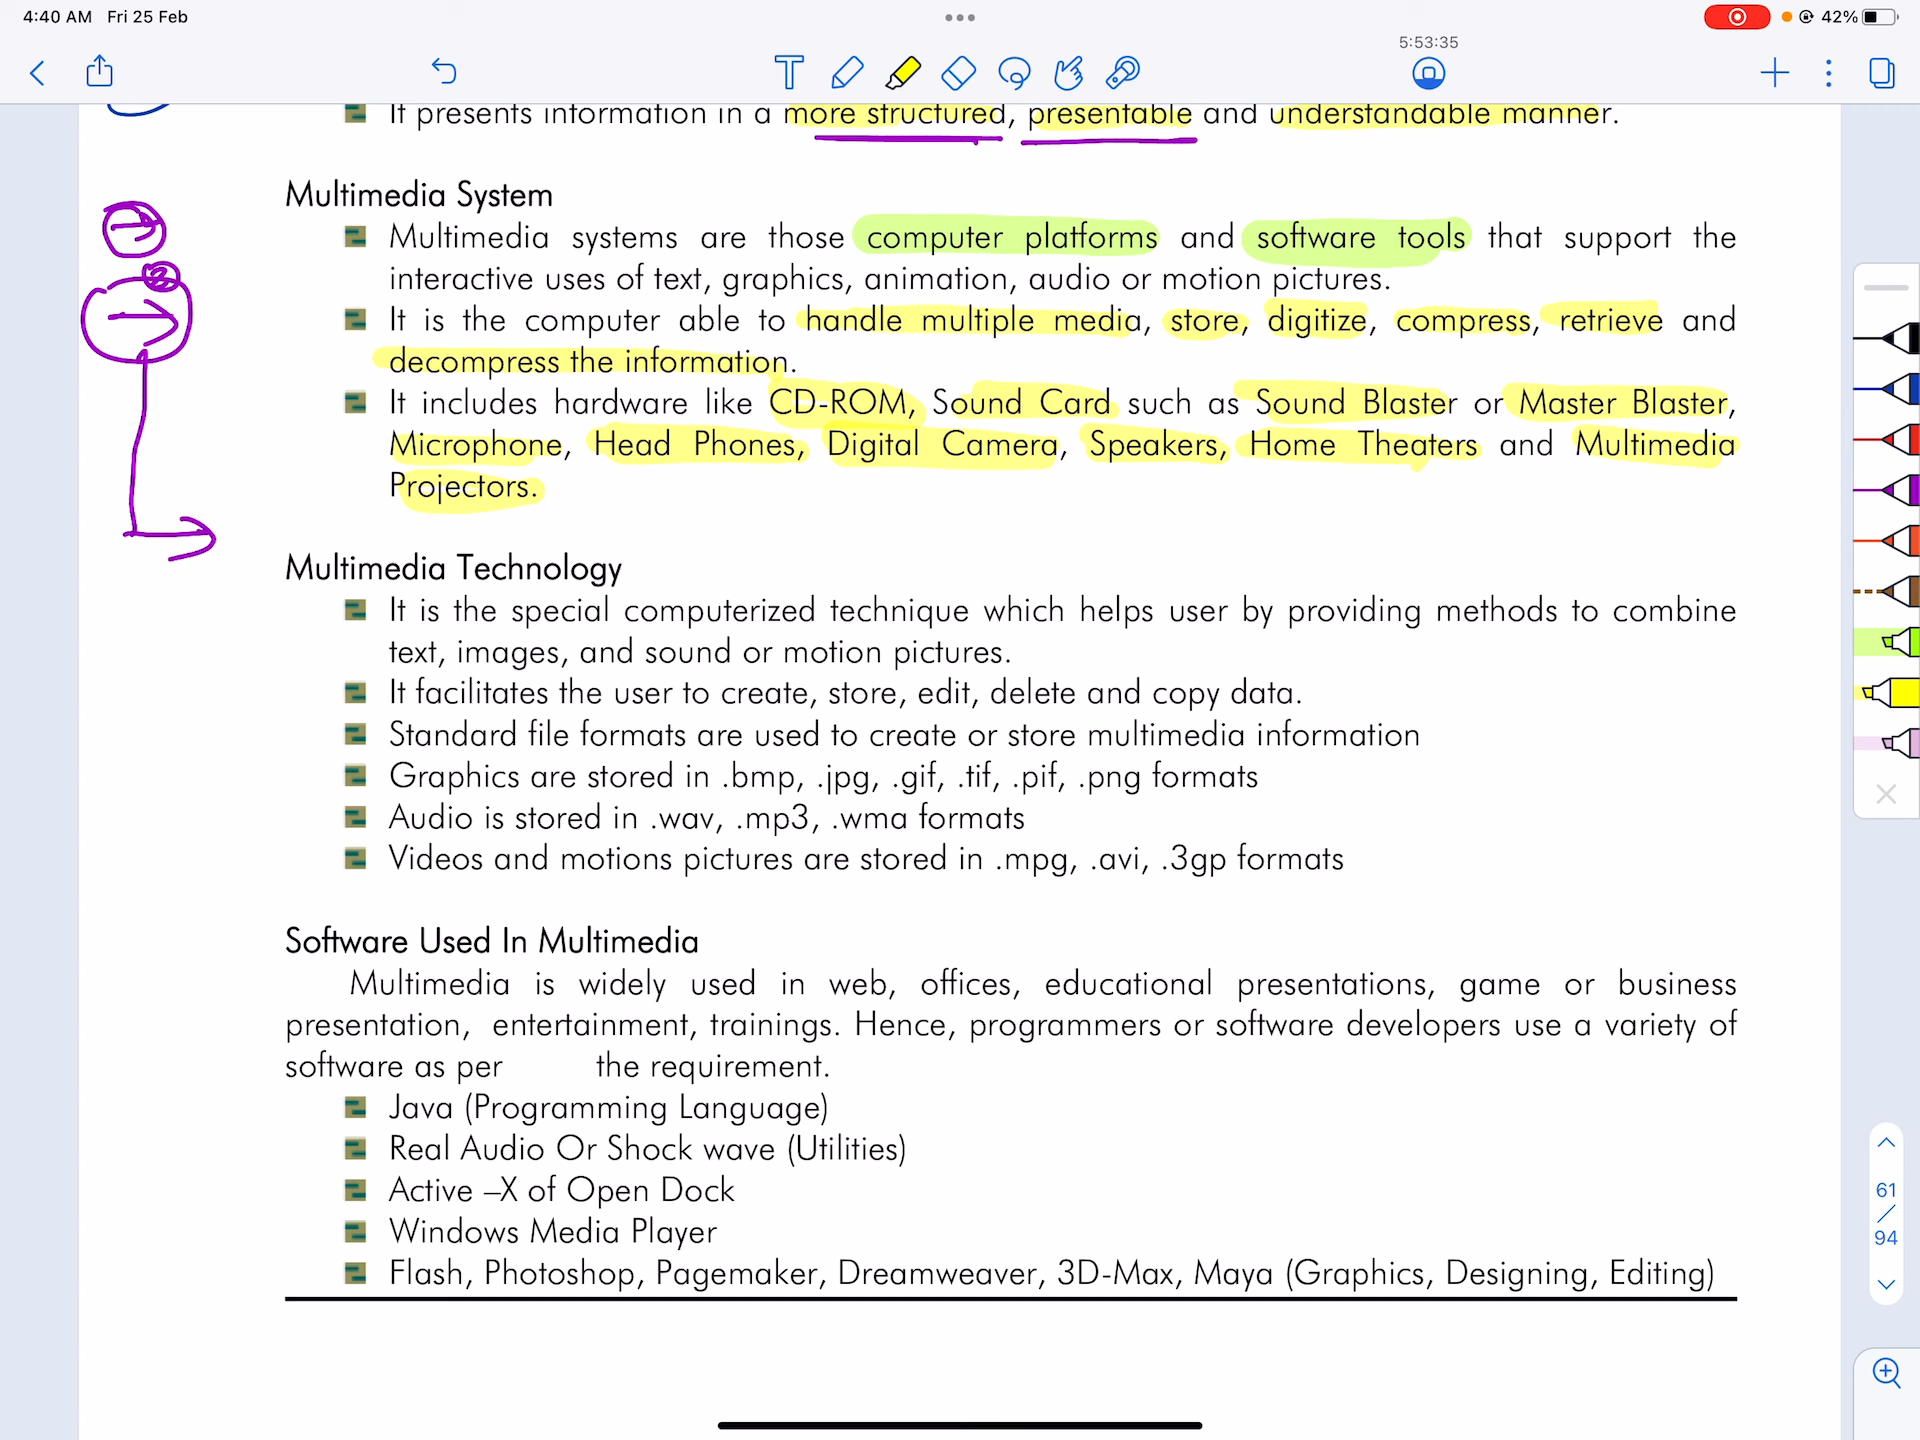 4:40 AM Fri 25 Feb
42%
5:53:35
It presents information in a more structured, presentable and understandable manner.
Multimedia System
Multimedia systems are those computer platforms and software tools that support the
interactive uses of text, graphics, animation, audio or motion pictures.
It is the computer able to handle multiple media, store, digitize, compress, retrieve and
decompress the information.
It includes hardware like CD-ROM, Sound Card such as Sound Blaster or Master Blaster,
Microphone, Head Phones, Digital Camera, Speakers, Home Theaters and Multimedia
Projectors.
Multimedia Technology
It is the special computerized technique which helps user by providing methods to combine
text, images, and sound or motion pictures.
It facilitates the user to create, store, edit, delete and copy data.
Standard file formats are used to create or store multimedia information
Graphics are stored in .bmp, .jpg, .gif, .tif, .pif, .png formats
Audio is stored in .wav, .mp3, .wma formats
Videos and motions pictures are stored in .mpg, .avi, .3gp formats
Software Used In Multimedia
Multimedia is widely used in web, offices, educational presentations, game or business
presentation, entertainment, trainings. Hence, programmers or software developers use a variety of
software as per the requirement.
Java (Programming Language)
Real Audio Or Shock wave (Utilities)
Active –X of Open Dock
Windows Media Player
Flash, Photoshop, Pagemaker, Dreamweaver, 3D-Max, Maya (Graphics, Designing, Editing)
61
/
94